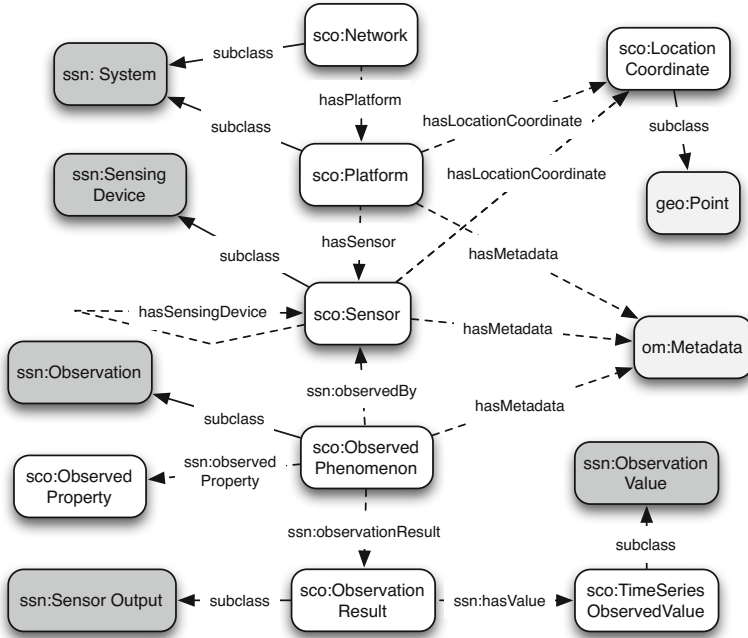 sco:Network
sco:Location
Coordinate
subclass
ssn: System
hasPlatform
hasLocationCoordinate
subclass
subclass
ssn:Sensing
Device
sco:Platform
hasLocationCoordinate
geo:Point
hasSensor
subclass
hasMetadata
hasSensingDevice
sco:Sensor
hasMetadata
om:Metadata
ssn:Observation
ssn:observedBy
hasMetadata
subclass
sco:Observed
Phenomenon
ssn:observed
Property
sco:Observed
Property
ssn:Observation
Value
ssn:observationResult
subclass
ssn:Sensor Output
subclass
sco:Observation
Result
ssn:hasValue
sco:TimeSeries
ObservedValue